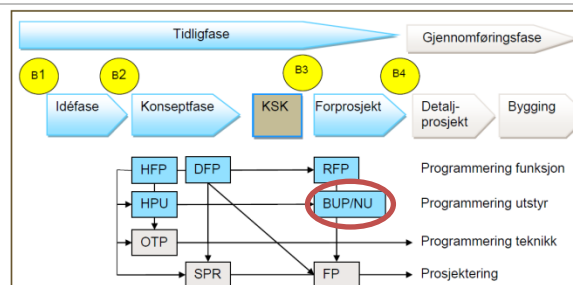 Tidligfase
Gjennomføringsfase
B1
B2
B3
B4
Idéfase
Konseptfase
KSK
Forprosjekt
Detalj-
prosjekt
Bygging
HFP
DFP
RFP
Programmering funksjon
HPU
BUP/NU
Programmering utstyr
OTP
Programmering teknikk
SPR
FP
Prosjektering